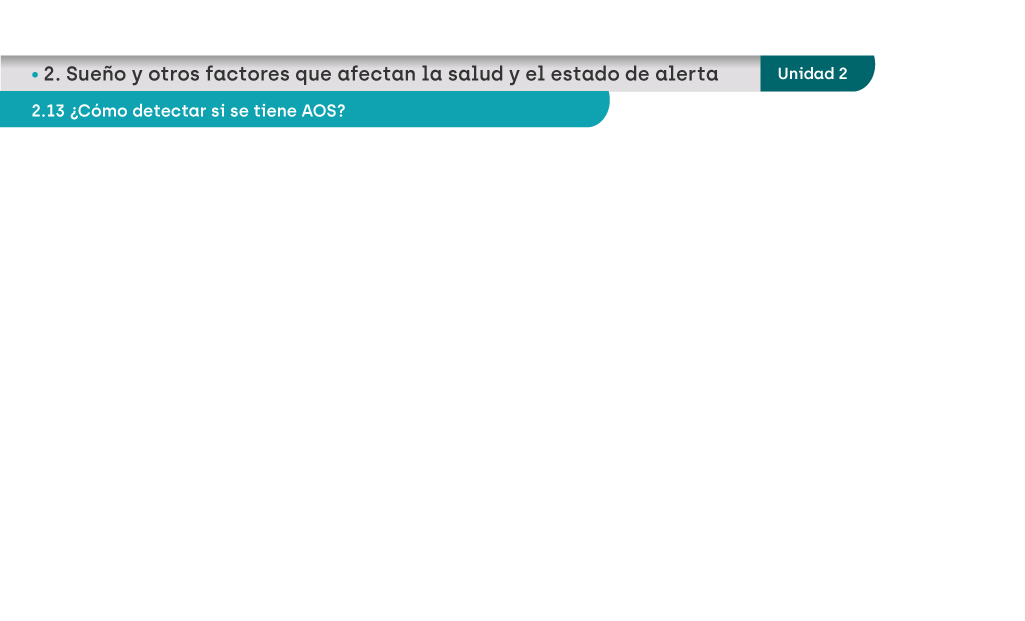 • 2. Sueño y otros factores que afectan la salud y el estado de alerta
Unidad 2
2.13 ¿Cómo detectar si se tiene AOS?